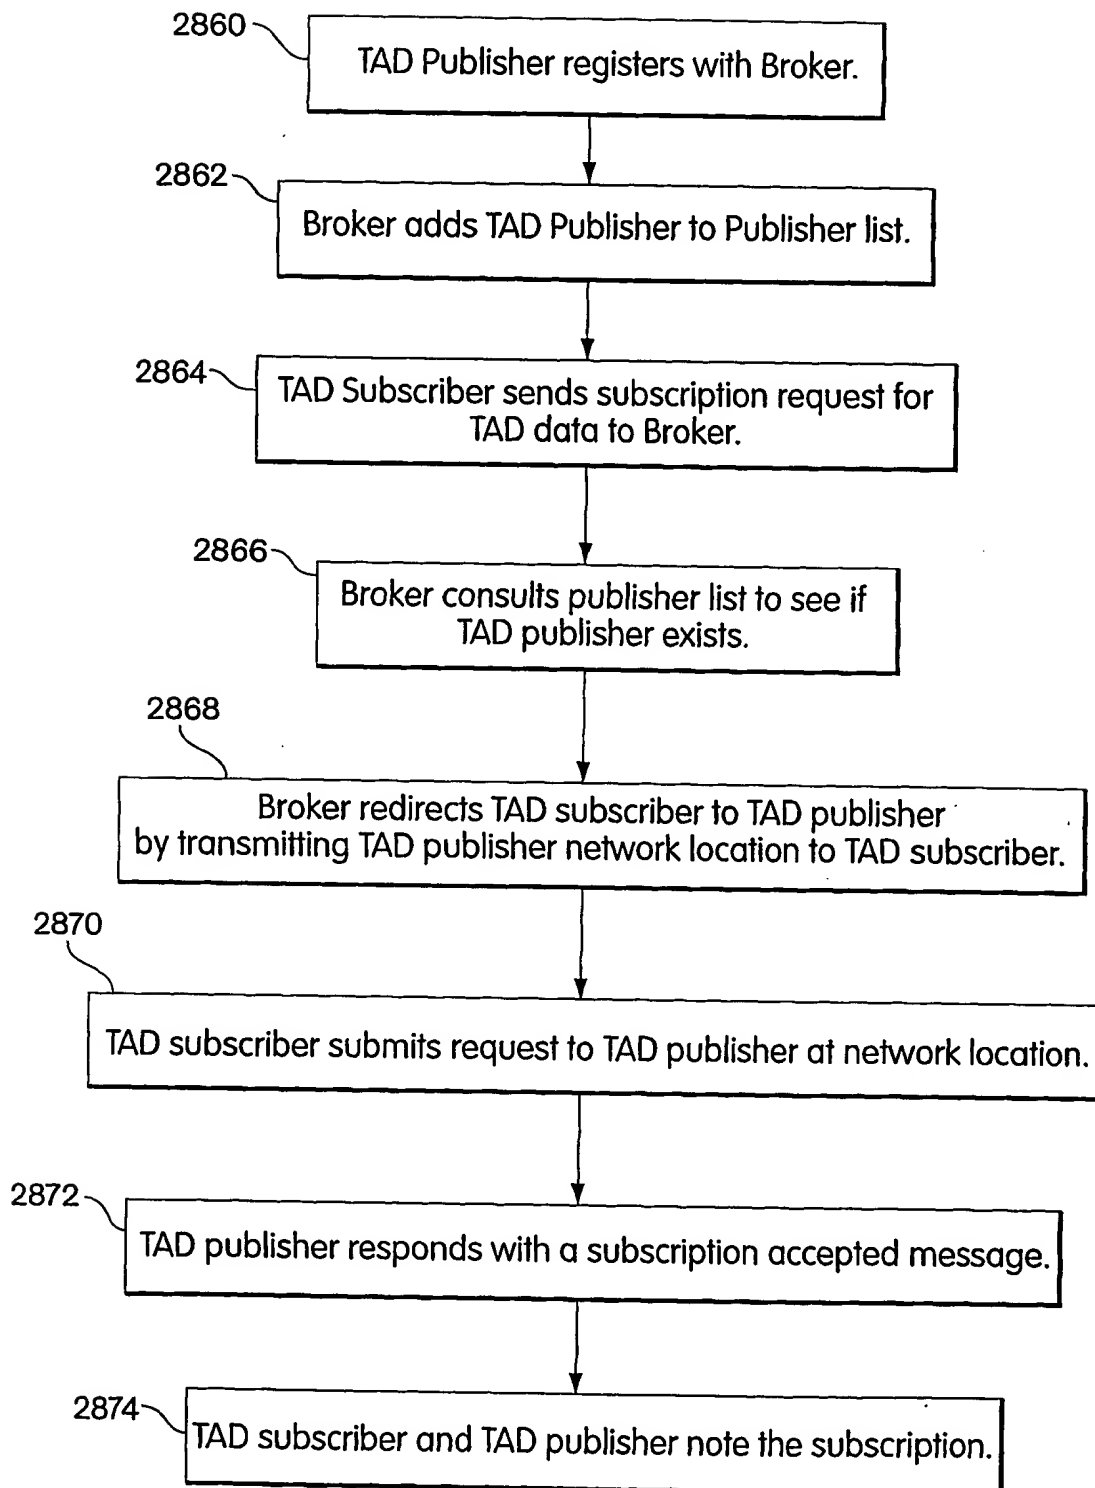 2860
TAD Publisher registers with Broker.
2862
Broker adds TAD Publisher to Publisher list.
2864
TAD Subscriber sends subscription request for
TAD data to Broker.
2866
Broker consults publisher list to see if
TAD publisher exists.
2868
Broker redirects TAD subscriber to TAD publisher
by transmitting TAD publisher network location to TAD subscriber.
2870
TAD subscriber submits request to TAD publisher at network location.
2872
TAD publisher responds with a subscription accepted message.
2874
TAD subscriber and TAD publisher note the subscription.